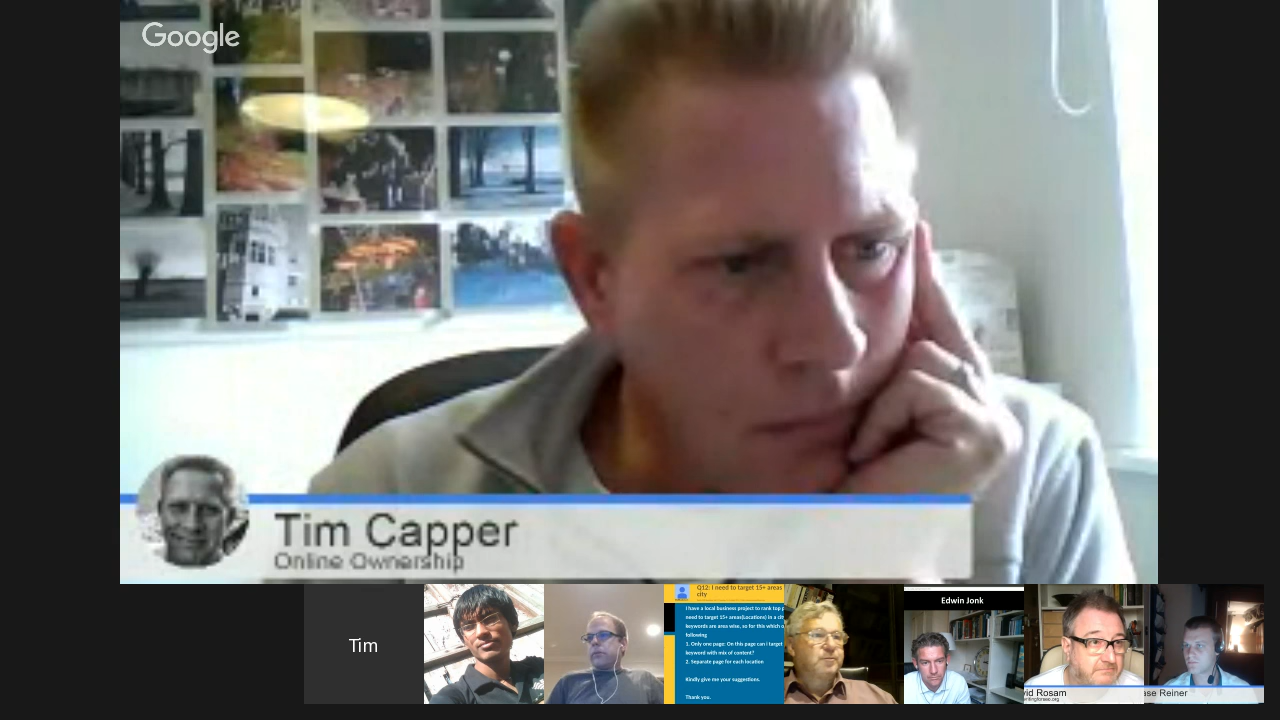 Google
Tim Capper
Online Ownership
Tim
Q12: I need to target 15+ areas
city
I have a local business project to rank top
need to target 15+ areas(Locations) in a
keywords are area wise, so for this which
following
1. Only one page: On this page can i target
keyword with mix of content?
2. Separate page for each location
Kindly give me your suggestions.
Thank you.
Edwin Jonk
vid Rosam
ase Reiner